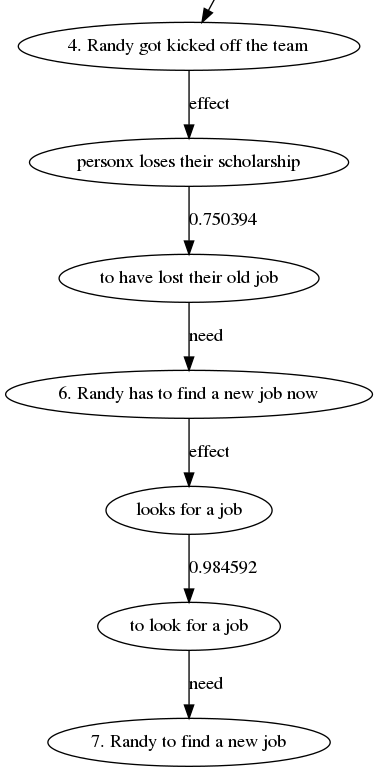 4. Randy got kicked off the team
effect
personx loses their scholarship
0.750394
to have lost their old job
need
6. Randy has to find a new job now
effect
looks for a job
0.984592
to look for a job
need
7. Randy to find a new job